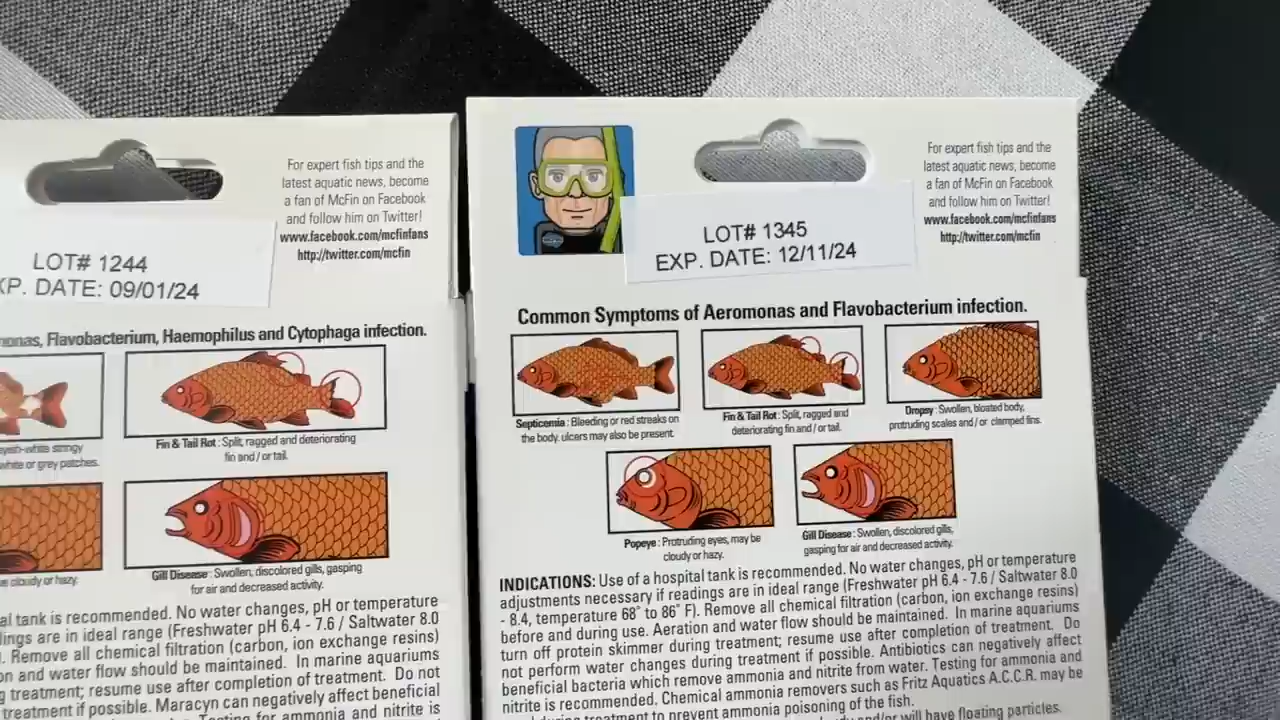 For expert fish tips and the
latest aquatic news, become
a fan of McFin on Facebook
and follow him on Twitter!
www.facebook.com/mcfinfans
http://twitter.com/mcfin
LOT# 1244
XP. DATE: 09/01/24
Flavobacterium, Haemophilus and Cytophaga infection.
stringy
white or grey patches.
Fin & Tail Rot : Split, ragged and deteriorating
fin and / or tail.
cloudy or hazy.
Gill Disease : Swollen, discolored gills, gasping
for air and decreased activity.
tank is recommended. No water changes, pH or temperature
are in ideal range (Freshwater pH 6.4 - 7.6 / Saltwater 8.0
Remove all chemical filtration (carbon, ion exchange resins)
and water flow should be maintained. In marine aquariums
treatment; resume use after completion of treatment. Do not
treatment if possible. Maracyn can negatively affect beneficial
Testing for ammonia and nitrite is
For expert fish tips and the
latest aquatic news, become
a fan of McFin on Facebook
and follow him on Twitter!
www.facebook.com/mcfinfans
http://twitter.com/mcfin
LOT# 1345
EXP. DATE: 12/11/24
Common Symptoms of Aeromonas and Flavobacterium infection.
Septicemia : Bleeding or red streaks on
the body. ulcers may also be present.
Fin & Tail Rot : Split, ragged and
deteriorating fin and / or tail.
Dropsy : Swollen, bloated body,
protruding scales and / or clamped fins.
Popeye : Protruding eyes, may be
cloudy or hazy.
Gill Disease : Swollen, discolored gills,
gasping for air and decreased activity.
INDICATIONS: Use of a hospital tank is recommended. No water changes, pH or temperature
adjustments necessary if readings are in ideal range (Freshwater pH 6.4 - 7.6 / Saltwater 8.0
- 8.4, temperature 68° to 86° F). Remove all chemical filtration (carbon, ion exchange resins)
before and during use. Aeration and water flow should be maintained. In marine aquariums
turn off protein skimmer during treatment; resume use after completion of treatment. Do
not perform water changes during treatment if possible. Antibiotics can negatively affect
beneficial bacteria which remove ammonia and nitrite from water. Testing for ammonia and
nitrite is recommended. Chemical ammonia removers such as Fritz Aquatics A.C.C.R. may be
during treatment to prevent ammonia poisoning of the fish.
and/or will have floating particles.